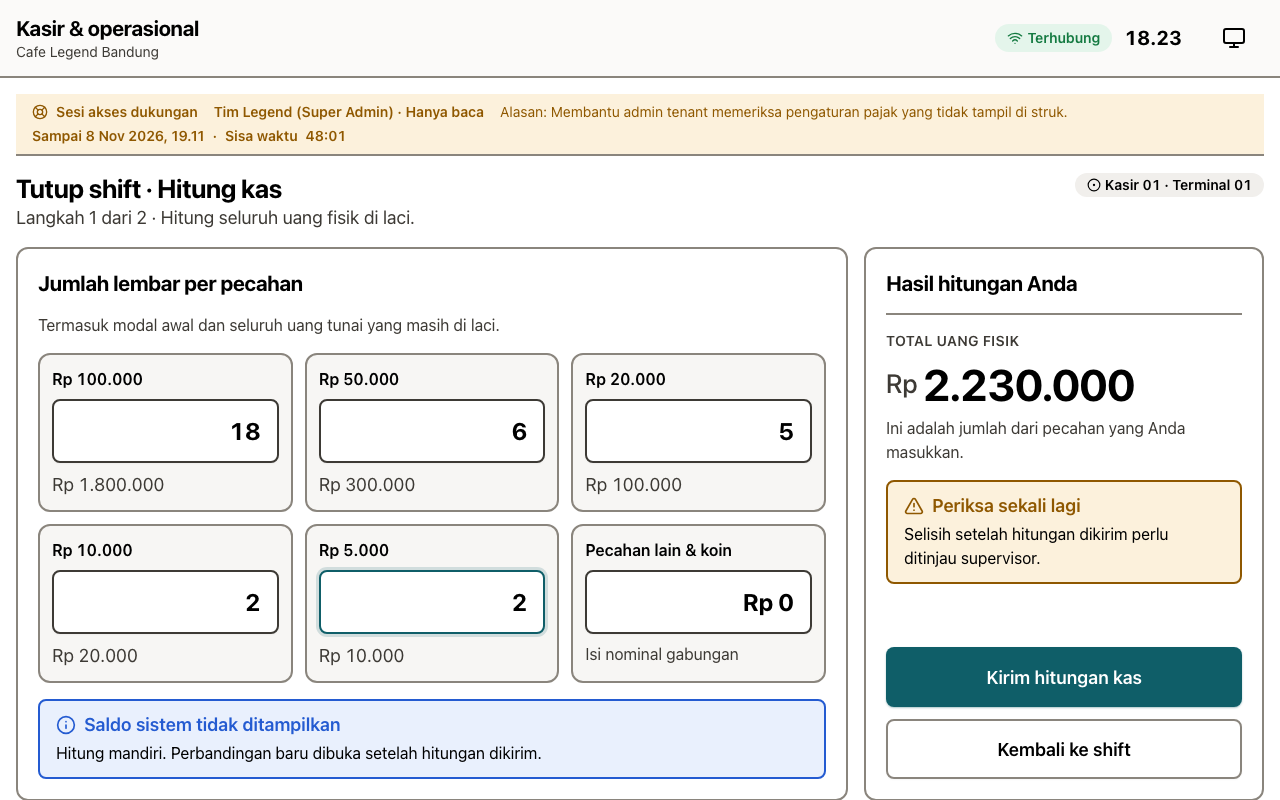 Kasir & operasional
Cafe Legend Bandung
Terhubung
18.23
Sesi akses dukungan
Tim Legend (Super Admin) · Hanya baca
Alasan: Membantu admin tenant memeriksa pengaturan pajak yang tidak tampil di struk.
Sampai 8 Nov 2026, 19.11 · Sisa waktu 48:01
Tutup shift · Hitung kas
Langkah 1 dari 2 · Hitung seluruh uang fisik di laci.
Kasir 01 · Terminal 01
Jumlah lembar per pecahan
Termasuk modal awal dan seluruh uang tunai yang masih di laci.
Rp 100.000
18
Rp 1.800.000
Rp 50.000
6
Rp 300.000
Rp 20.000
5
Rp 100.000
Rp 10.000
2
Rp 20.000
Rp 5.000
2
Rp 10.000
Pecahan lain & koin
Rp 0
Isi nominal gabungan
Saldo sistem tidak ditampilkan
Hitung mandiri. Perbandingan baru dibuka setelah hitungan dikirim.
Hasil hitungan Anda
TOTAL UANG FISIK
Rp 2.230.000
Ini adalah jumlah dari pecahan yang Anda
masukkan.
Periksa sekali lagi
Selisih setelah hitungan dikirim perlu
ditinjau supervisor.
Kirim hitungan kas
Kembali ke shift